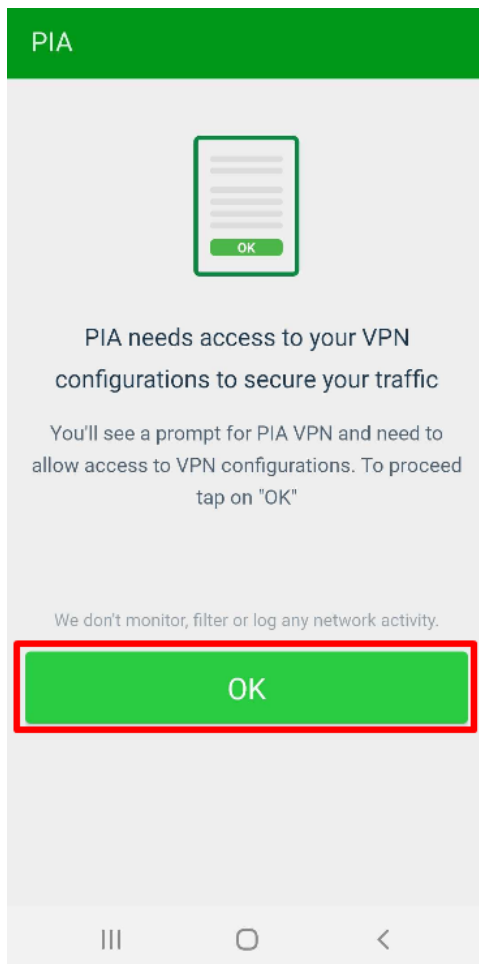 PIA
OK
PIA needs access to your VPN
configurations to secure your traffic
You'll see a prompt for PIA VPN and need to
allow access to VPN configurations. To proceed
tap on "OK"
We don't monitor, filter or log any network activity.
OK